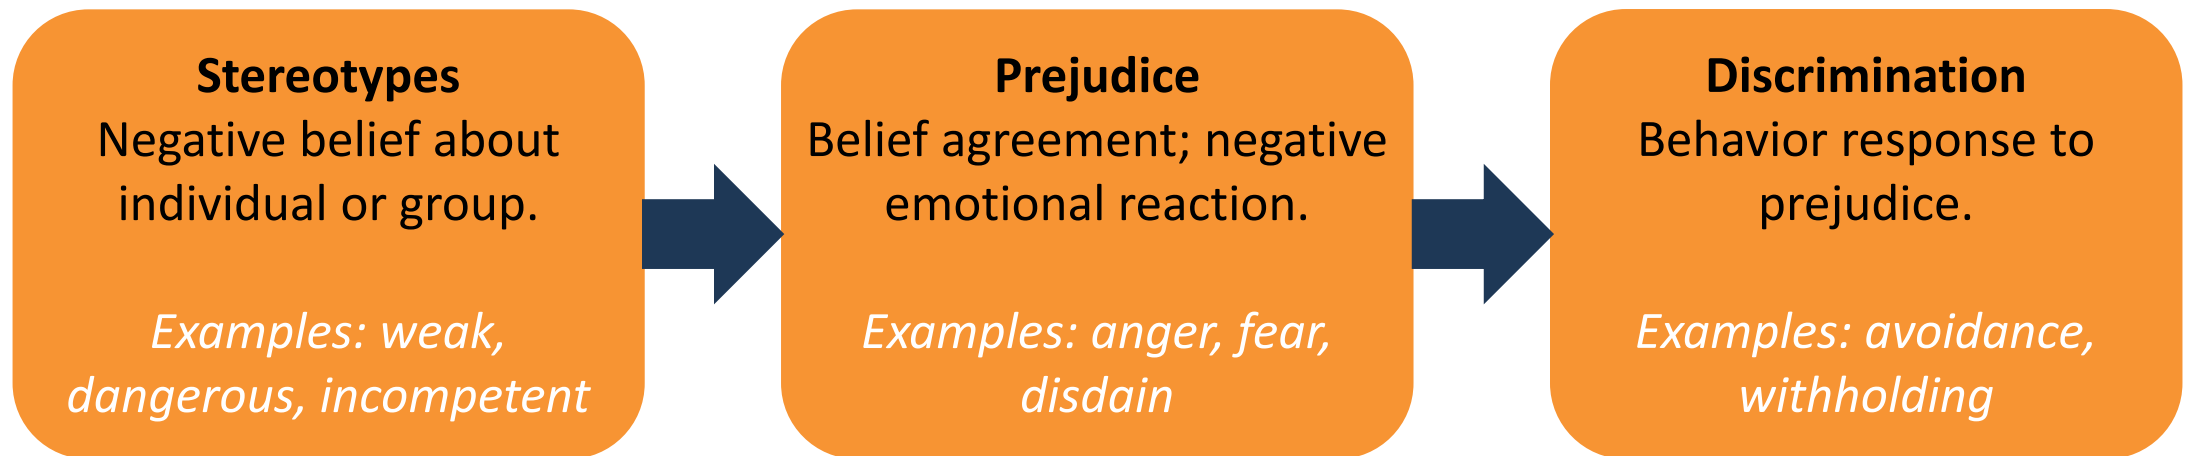 Stereotypes
Negative belief about
individual or group.
Examples: weak,
dangerous, incompetent
Prejudice
Belief agreement; negative
emotional reaction.
Examples: anger, fear,
disdain
Discrimination
Behavior response to
prejudice.
Examples: avoidance,
withholding